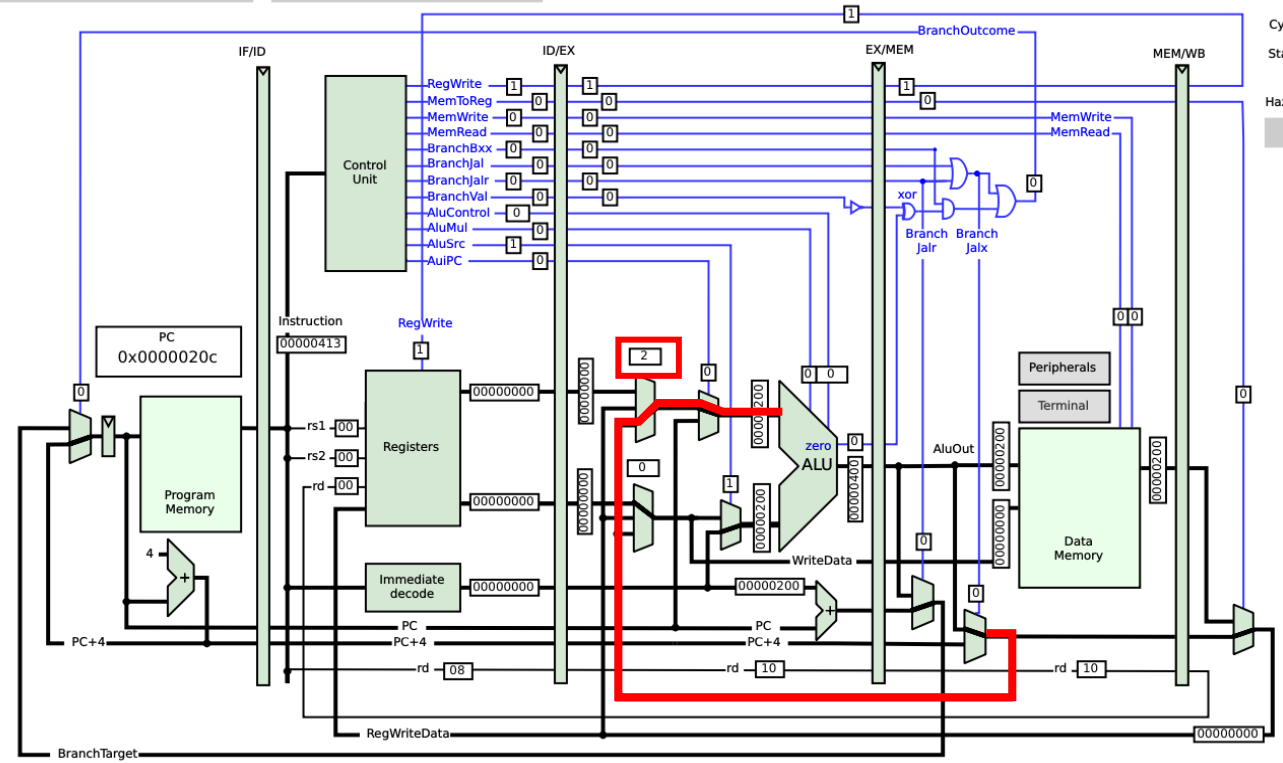 1
BranchOutcome
Cy
IF/ID
ID/EX
EX/MEM
MEM/WB
Sta
RegWrite 1 1 1
MemToReg 0 0 0
Haz
MemWrite 0 0 MemWrite
MemRead 0 0 MemRead
BranchBxx 0 0
Control
Unit
BranchJal 0 0
BranchJalr 0 0
0
BranchVal 0 0
xor
AluControl 0
AluMul 0
Branch
Jalr
Branch
Jalx
AluSrc 1
AuiPC 0
Instruction
00000413
RegWrite
1
0 0
PC
0x0000020c
2
0
0 0
Peripherals
Terminal
0
0
00000000
00000000
00000200
rs1 00
rs2 00
rd 00
Registers
zero 0
ALU
AluOut
00000400
00000200
00000200
0
1
00000000
00000000
00000200
00000000
Program
Memory
Data
Memory
4
+
WriteData
0
Immediate
decode
00000000
00000200
+
0
PC
PC
PC+4
PC+4
PC+4
rd 08
rd 10
rd 10
RegWriteData
00000000
BranchTarget